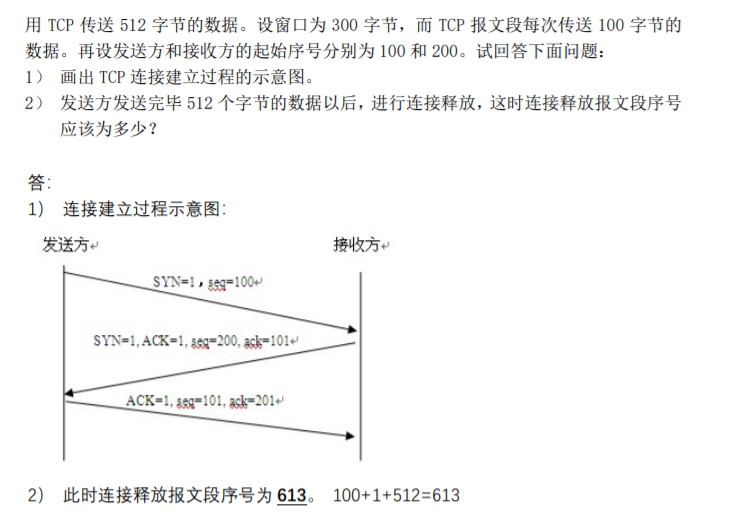 用 TCP 传送 512 字节的数据。设窗口为 300 字节，而 TCP 报文段每次传送 100 字节的
数据。再设发送方和接收方的起始序号分别为 100 和 200。试回答下面问题：
1） 画出 TCP 连接建立过程的示意图。
2） 发送方发送完毕 512 个字节的数据以后，进行连接释放，这时连接释放报文段序号
应该为多少？
答：
1） 连接建立过程示意图：
发送方↵ 接收方↵
SYN=1，seq=100↵
SYN=1, ACK=1, seq=200, ack=101↵
ACK=1, seq=101, ack=201↵
2） 此时连接释放报文段序号为 613。 100+1+512=613